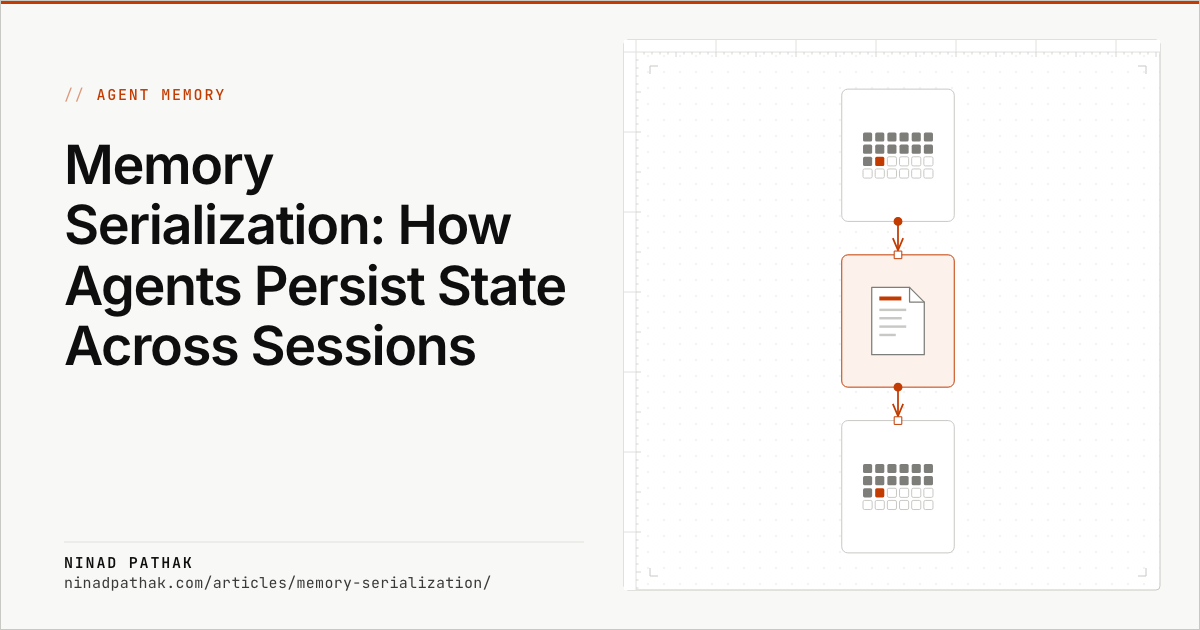 // AGENT MEMORY
Memory
Serialization: How
Agents Persist State
Across Sessions
NINAD PATHAK
ninadpathak.com/articles/memory-serialization/